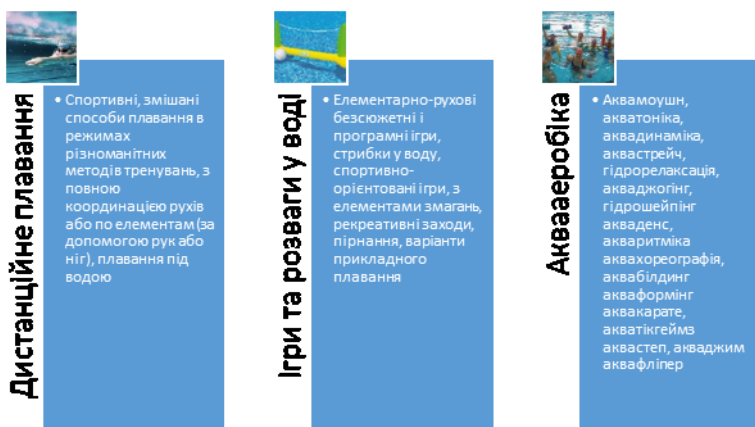 Дистанційне плавання
• Спортивні, змішані
способи плавання в
режимах
різноманітних
методів тренувань, з
повною
координацією рухів
або по елементам (за
допомогою рук або
ніг), плавання під
водою
Ігри та розваги у воді
• Елементарно-рухові
безсюжетні і
програмні ігри,
стрибки у воду,
спортивно-
орієнтовані ігри, з
елементами змагань,
рекреативні заходи,
пірнання, варіанти
прикладного
плавання
Аквааеробіка
• Аквамоушн,
акватоніка,
аквадинаміка,
аквастрейч,
гідрорелаксація,
акваджогінг,
гідрошейпінг
акваденс,
акваритміка
аквахореографія,
аквабілдинг
акваформінг
аквакарате,
акватікгеймз
аквастеп, акваджим
аквафліпер